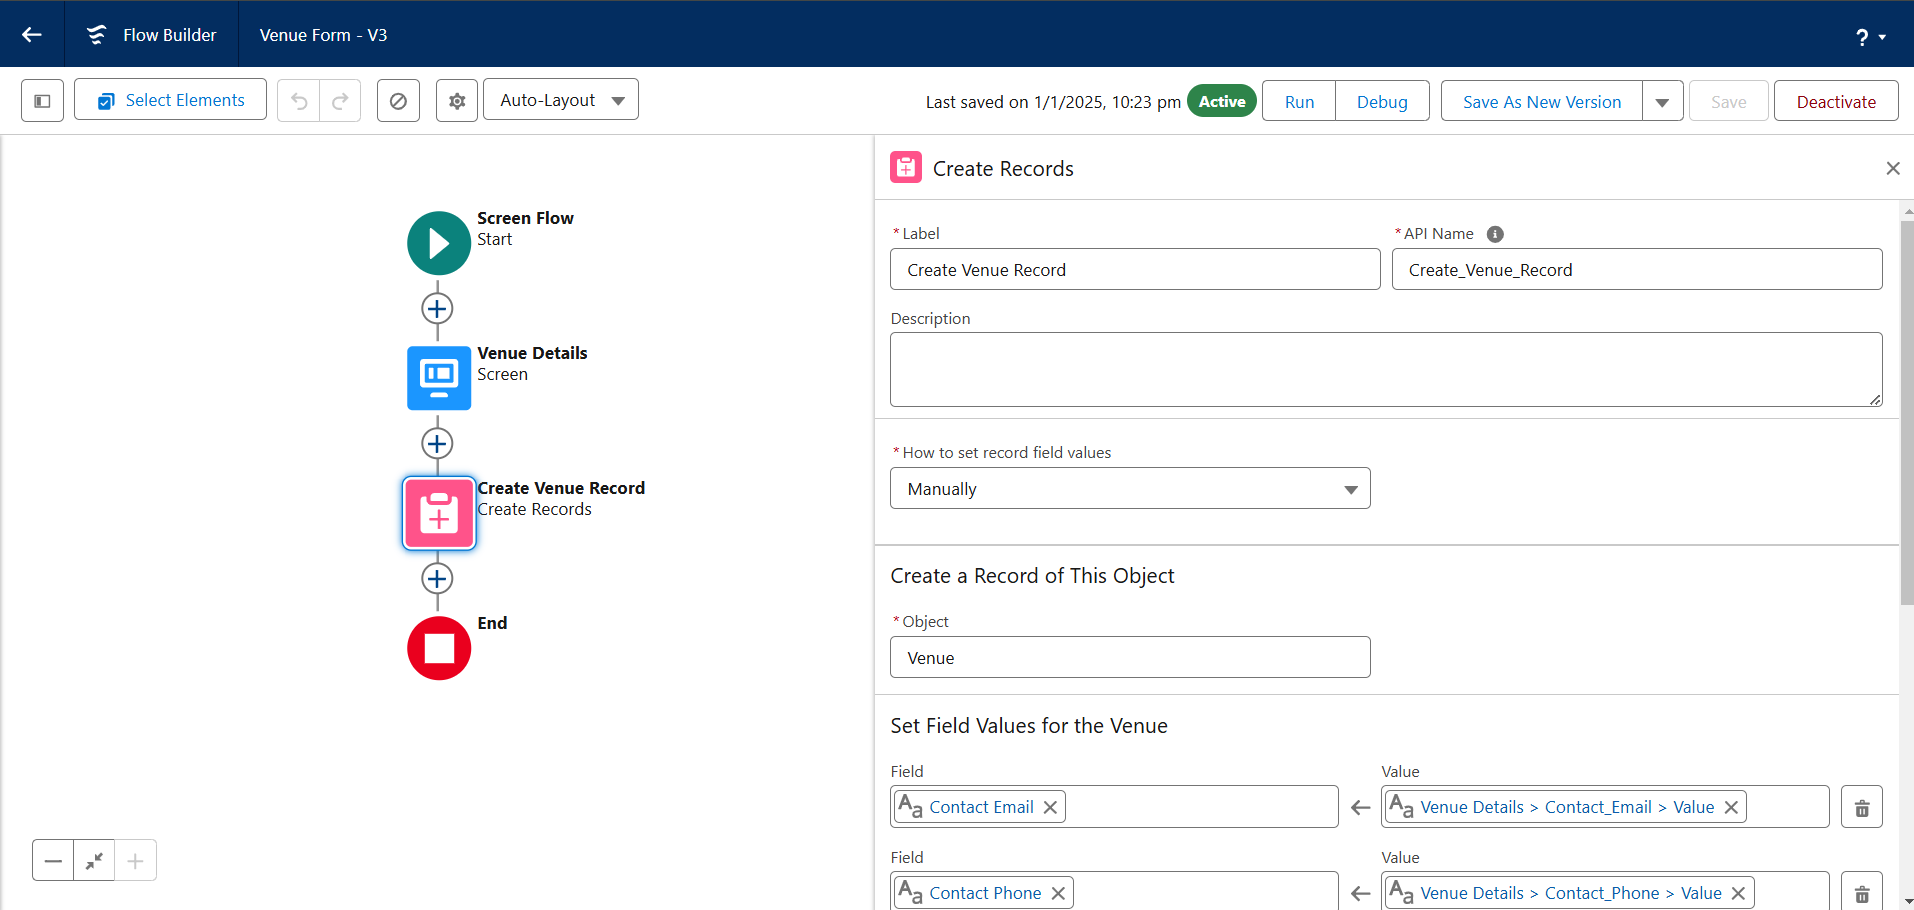 Flow Builder
Venue Form - V3
?
Select Elements
Auto-Layout
Last saved on 1/1/2025, 10:23 pm
Active
Run
Debug
Save As New Version
Save
Deactivate
Screen Flow
Start
Venue Details
Screen
Create Venue Record
Create Records
End
Create Records
* Label
Create Venue Record
* API Name
Create_Venue_Record
Description
* How to set record field values
Manually
Create a Record of This Object
* Object
Venue
Set Field Values for the Venue
Field
Aa Contact Email
Value
Aa Venue Details > Contact_Email > Value
Field
Aa Contact Phone
Value
Aa Venue Details > Contact_Phone > Value